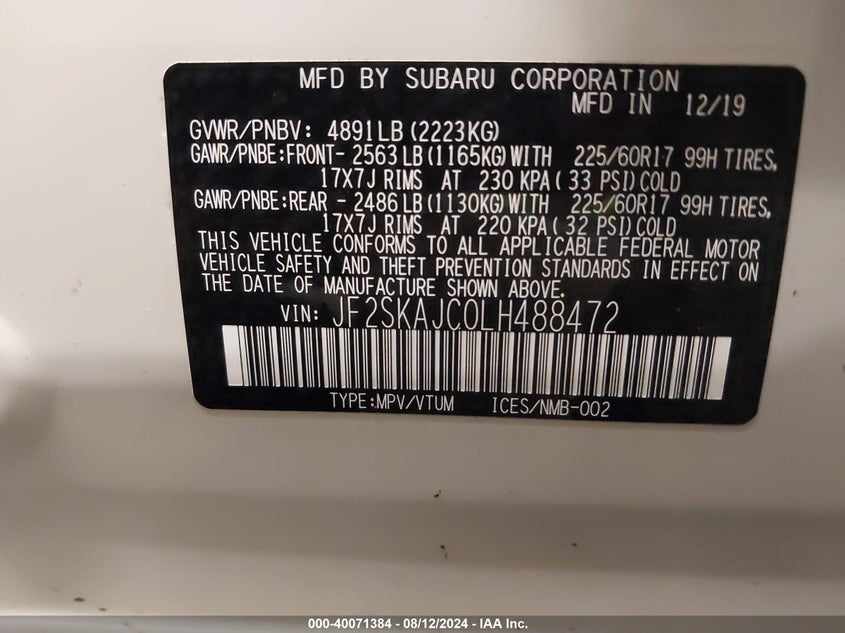 MFD BY SUBARU CORPORATION
MFD IN 12/19
GVWR/PNBV: 4891LB (2223KG)
GAWR/PNBE:FRONT- 2563 LB (1165KG) WITH 225/60R17 99H TIRES,
17X7J RIMS AT 230 KPA ( 33 PSI) COLD
GAWR/PNBE:REAR - 2486 LB (1130KG) WITH 225/60R17 99H TIRES,
17X7J RIMS AT 220 KPA ( 32 PSI) COLD
THIS VEHICLE CONFORMS TO ALL APPLICABLE FEDERAL MOTOR
VEHICLE SAFETY AND THEFT PREVENTION STANDARDS IN EFFECT ON
THE DATE OF MANUFACTURE SHOWN ABOVE.
VIN: JF2SKAJC0LH488472
TYPE:MPV/VTUM ICES/NMB-002
000-40071384 - 08/12/2024 - IAA Inc.